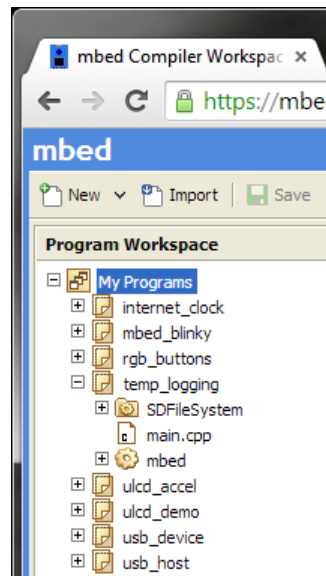 mbed Compiler Workspac
https://mbe
mbed
New Import Save
Program Workspace
My Programs
internet_clock
mbed_blinky
rgb_buttons
temp_logging
SDFileSystem
main.cpp
mbed
ulcd_accel
ulcd_demo
usb_device
usb_host